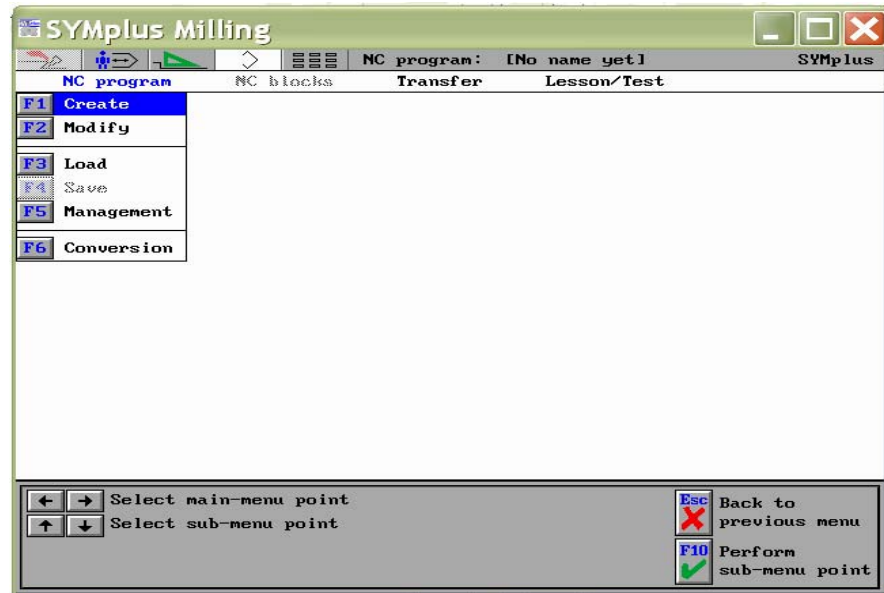 SYMplus Milling
NC program: [No name yet] SYMplus
NC program NC blocks Transfer Lesson/Test
F1 Create
F2 Modify
F3 Load
F4 Save
F5 Management
F6 Conversion
← → Select main-menu point
↑ ↓ Select sub-menu point
Esc Back to
previous menu
F10 Perform
sub-menu point